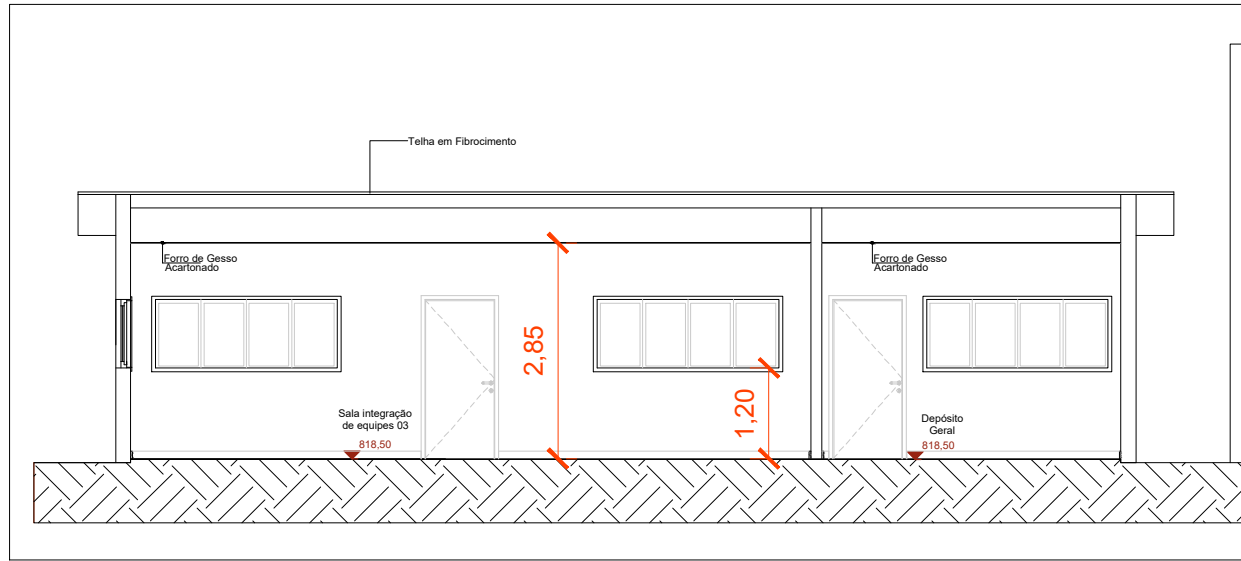 Telha em Fibrocimento
Forro de Gesso
Acartonado
Forro de Gesso
Acartonado
2,85
1,20
Sala integração
de equipes 03
818,50
Depósito
Geral
818,50